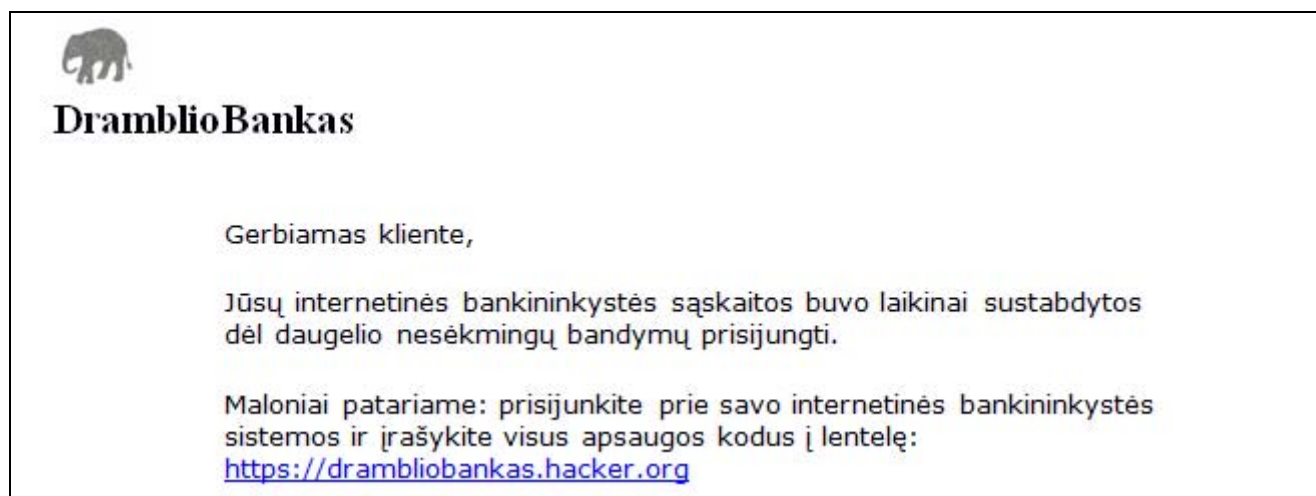 DramblioBankas
Gerbiamas kliente,
Jūsų internetinės bankininkystės sąskaitos buvo laikinai sustabdytos
dėl daugelio nesėkmingų bandymų prisijungti.
Maloniai patariame: prisijunkite prie savo internetinės bankininkystės
sistemos ir įrašykite visus apsaugos kodus į lentelę:
https://drambliobankas.hacker.org